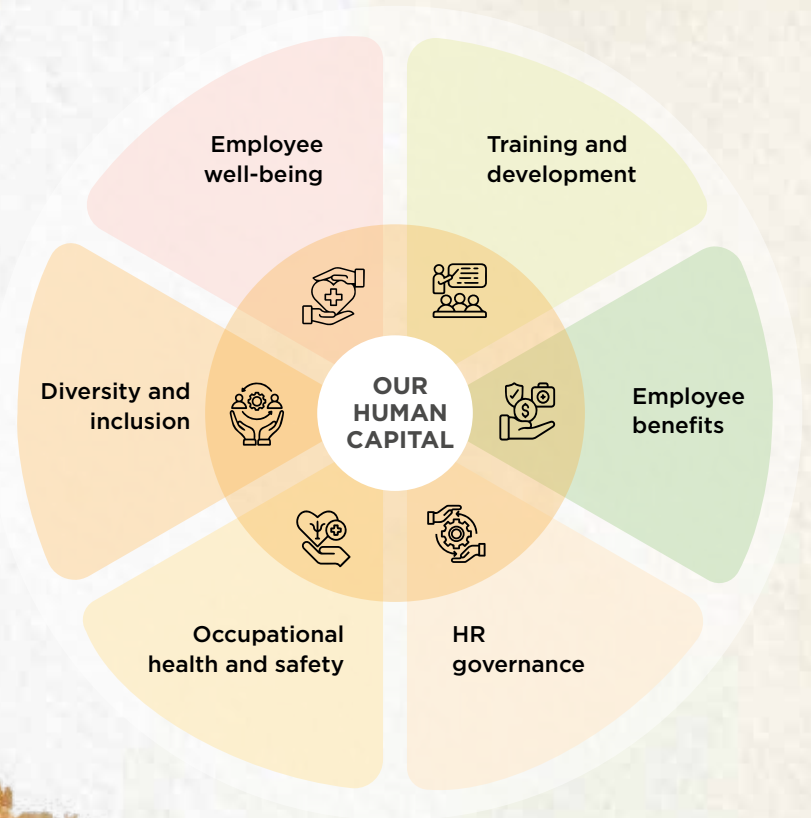 Employee
well-being
Training and
development
Diversity and
inclusion
OUR
HUMAN
CAPITAL
Employee
benefits
Occupational
health and safety
HR
governance